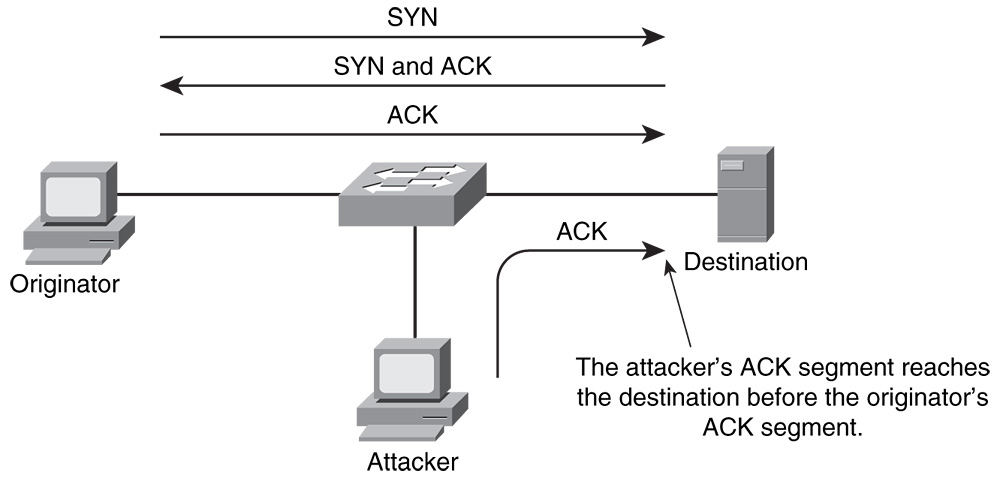 SYN
SYN and ACK
ACK
Originator
ACK
Destination
Attacker
The attacker’s ACK segment reaches
the destination before the originator’s
ACK segment.